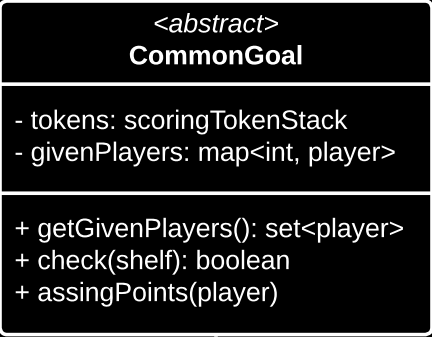 <abstract>
CommonGoal
- tokens: scoringTokenStack
- givenPlayers: map<int, player>
+ getGivenPlayers(): set<player>
+ check(shelf): boolean
+ assingPoints(player)